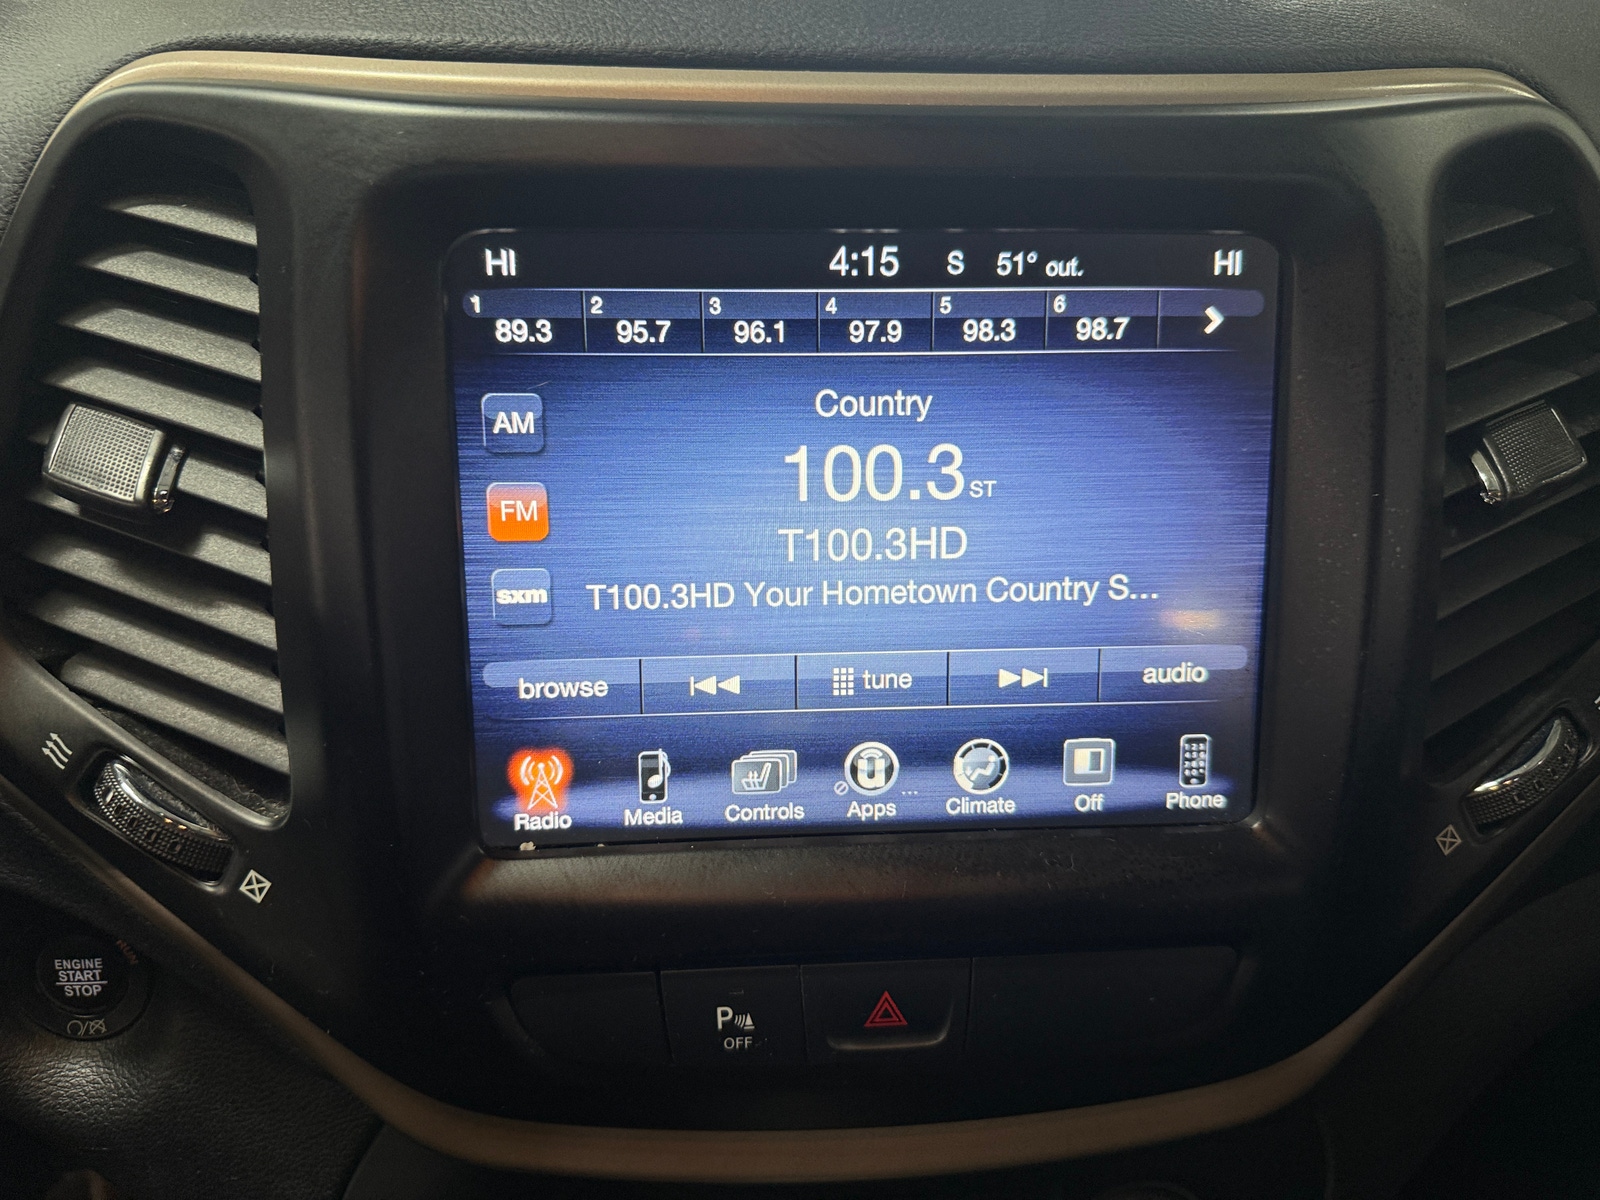 HI 4:15 S 51° out. HI
1 2 3 4 5 6
89.3 95.7 96.1 97.9 98.3 98.7
AM
Country
100.3 ST
FM
T100.3HD
sxm
T100.3HD Your Hometown Country S...
browse tune audio
Radio Media Controls Apps ... Climate Off Phone
ENGINE
START
STOP
P
OFF